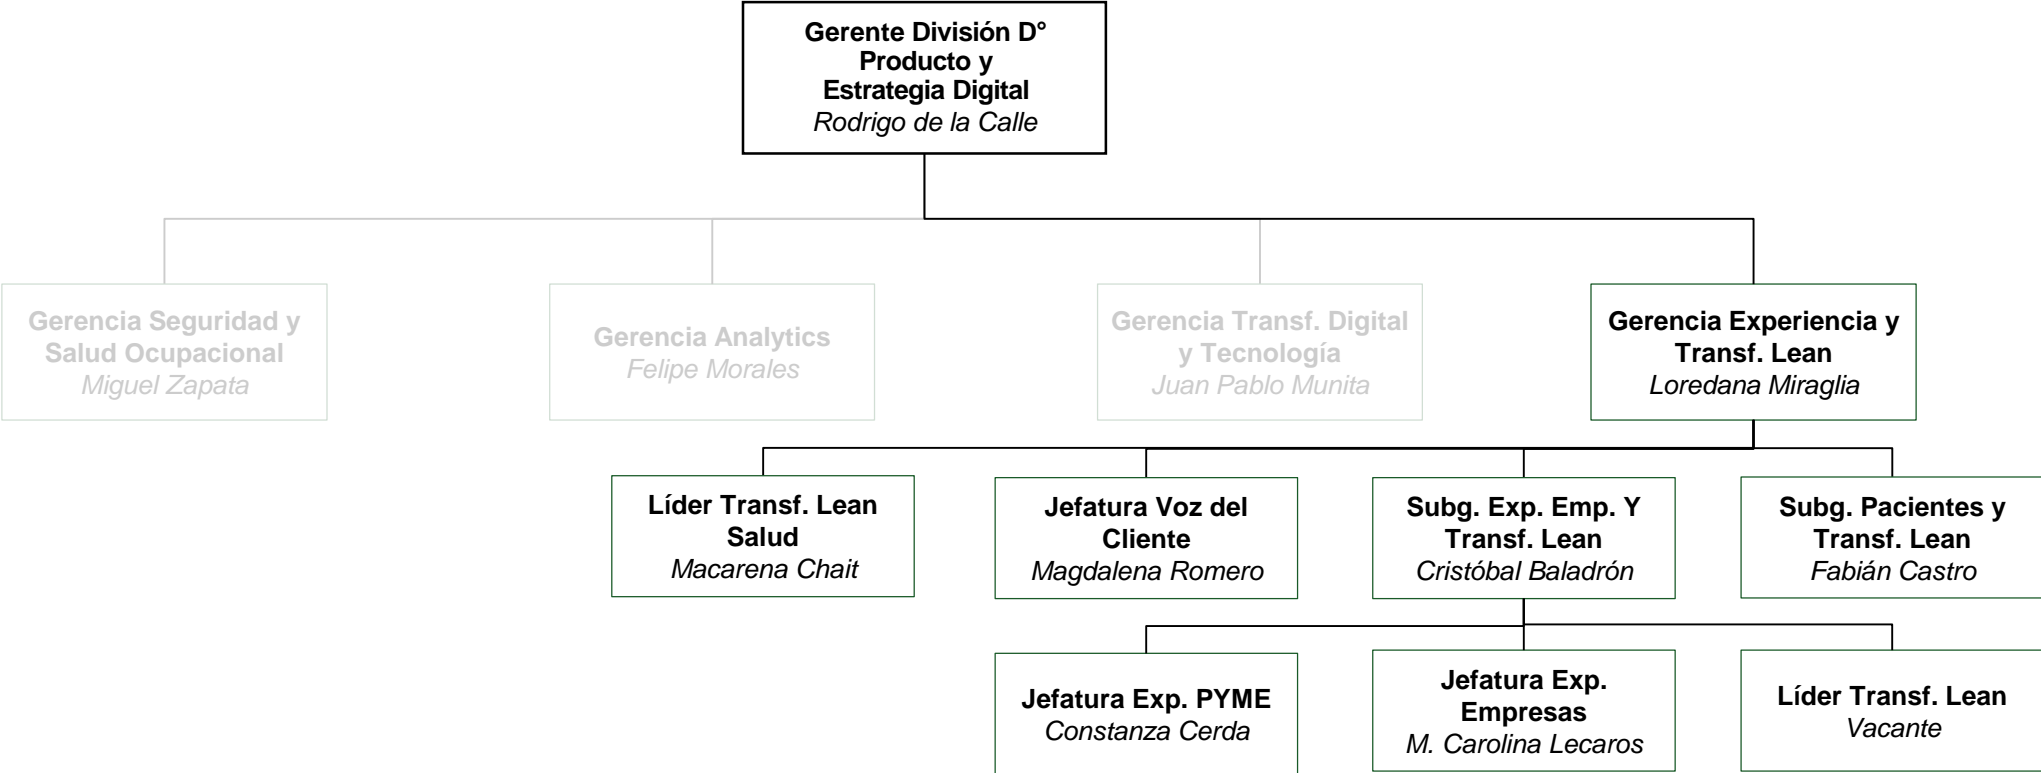 Gerente División D°
Producto y
Estrategia Digital
Rodrigo de la Calle
Gerencia Seguridad y
Salud Ocupacional
Miguel Zapata
Gerencia Analytics
Felipe Morales
Gerencia Transf. Digital
y Tecnología
Juan Pablo Munita
Gerencia Experiencia y
Transf. Lean
Loredana Miraglia
Líder Transf. Lean
Salud
Macarena Chait
Jefatura Voz del
Cliente
Magdalena Romero
Subg. Exp. Emp. Y
Transf. Lean
Cristóbal Baladrón
Subg. Pacientes y
Transf. Lean
Fabián Castro
Jefatura Exp. PYME
Constanza Cerda
Jefatura Exp.
Empresas
M. Carolina Lecaros
Líder Transf. Lean
Vacante